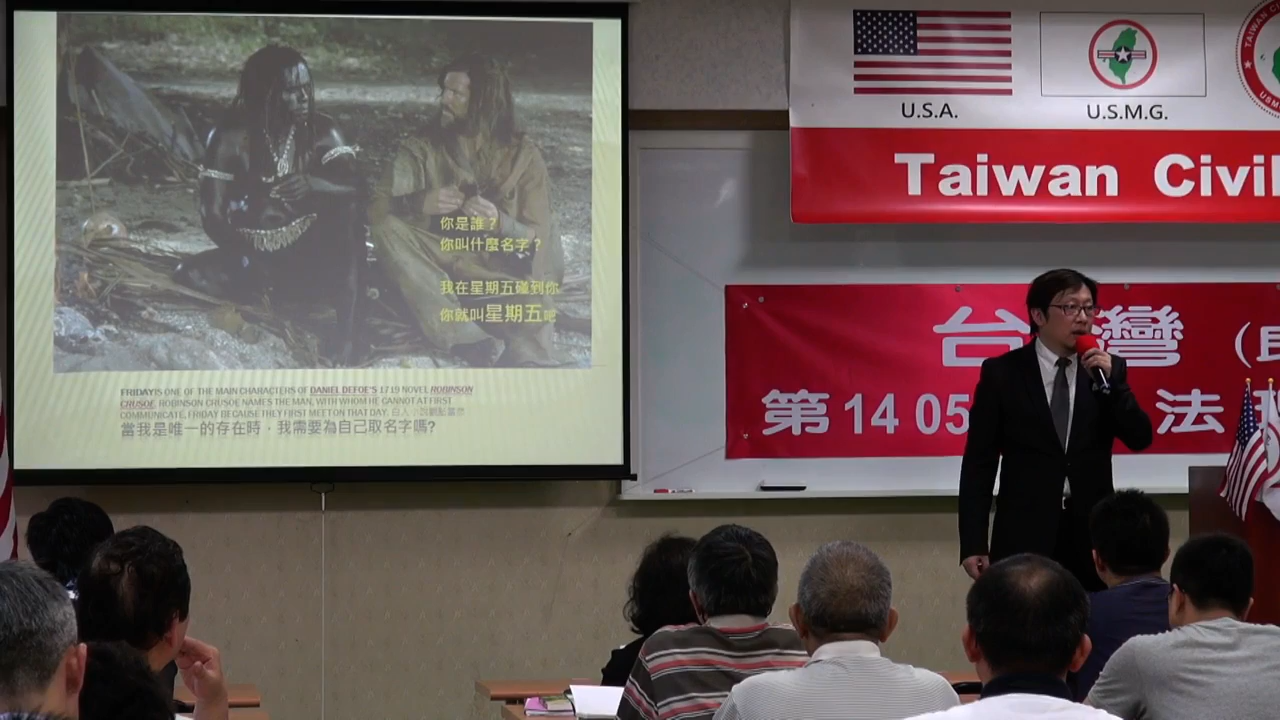 你是誰？
你叫什麼名字？
我在星期五碰到你
你就叫星期五吧
FRIDAY IS ONE OF THE MAIN CHARACTERS OF DANIEL DEFOE'S 1719 NOVEL ROBINSON
CRUSOE. ROBINSON CRUSOE NAMES THE MAN, WITH WHOM HE CANNOT AT FIRST
COMMUNICATE, FRIDAY BECAUSE THEY FIRST MEET ON THAT DAY.
當我是唯一的存在時，我需要為自己取名字嗎?
U.S.A.
U.S.M.G.
TAIWAN
Taiwan Civil
台灣（
第 14 05 法